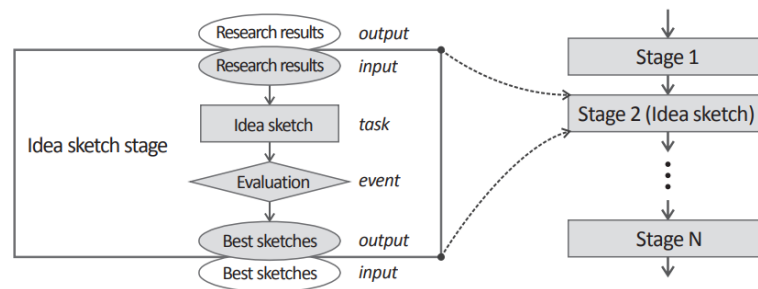 Research results output
Research results input
Idea sketch task
Idea sketch stage
Evaluation event
Best sketches output
Best sketches input
Stage 1
Stage 2 (Idea sketch)
Stage N